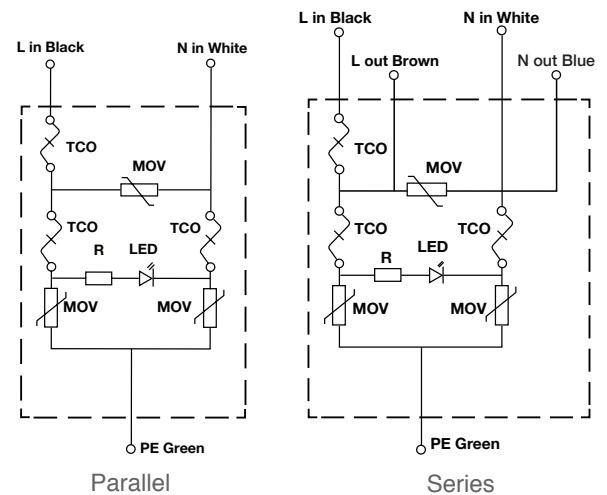 L in Black
N in White
TCO
MOV
TCO
TCO
R
LED
MOV
MOV
PE Green
Parallel
L in Black
N in White
L out Brown
N out Blue
TCO
MOV
TCO
TCO
R
LED
MOV
MOV
PE Green
Series